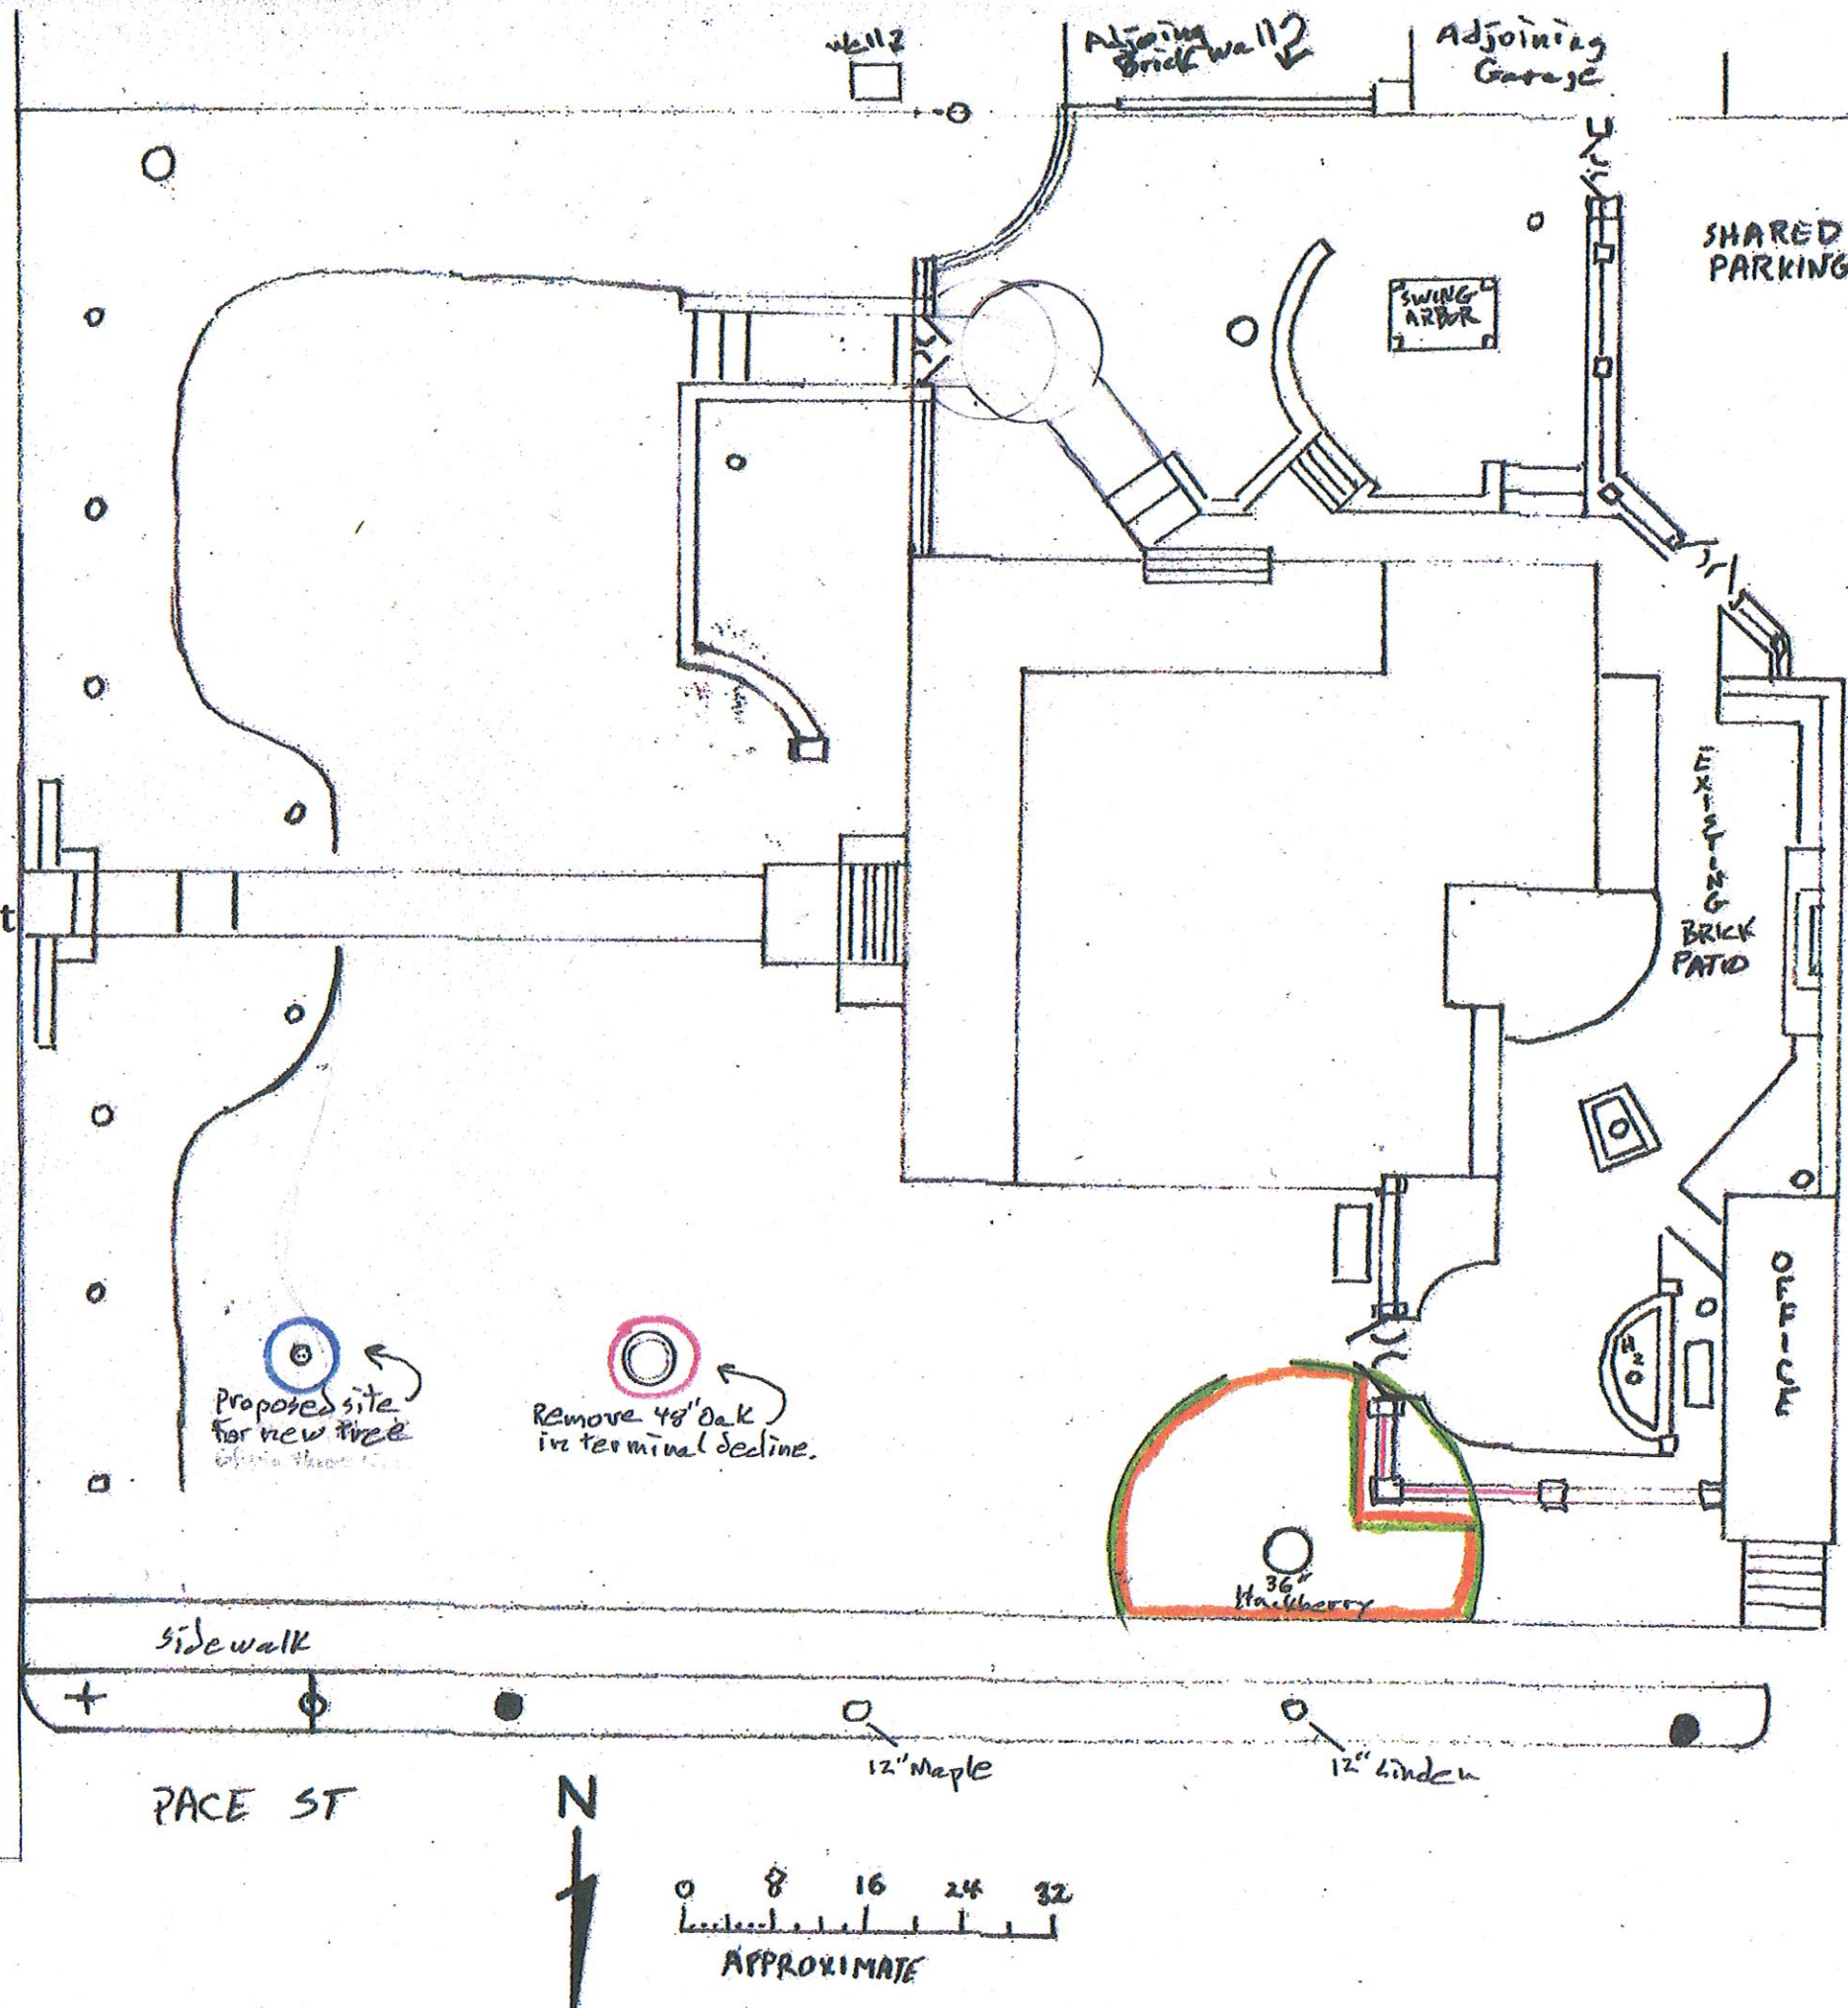 Wall?
Adjoining
Brick Wall?
Adjoining
Garage
SHARED
PARKING
SWING
ARBOR
EXISTING
BRICK
PATIO
t
OFFICE
H2O
Proposed site
for new tree
Remove 48" Oak
in terminal decline.
36"
Hackberry
Sidewalk
12" Maple
12" Linden
PACE ST
N
0 8 16 24 32
APPROXIMATE